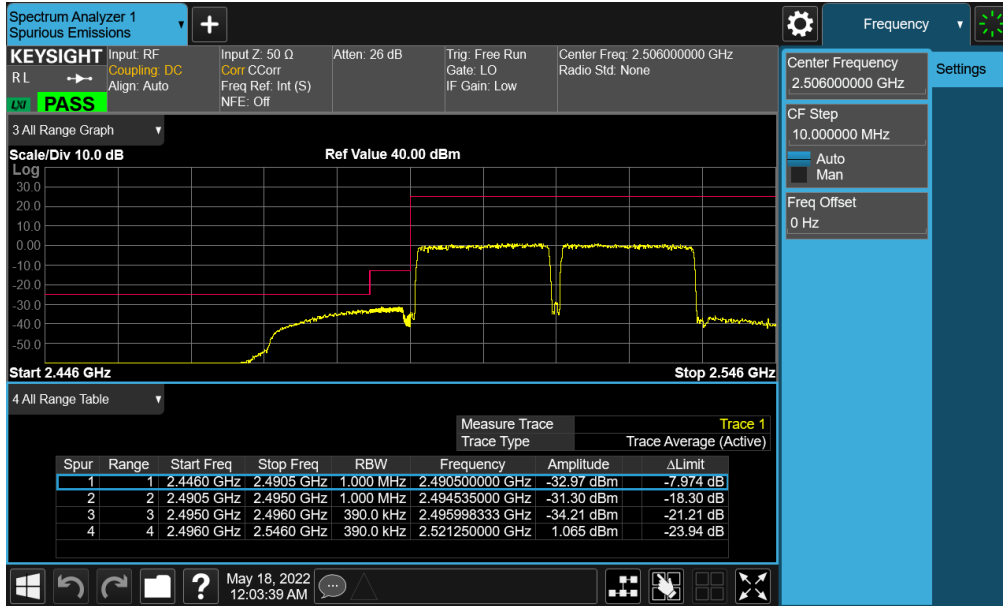 Spectrum Analyzer 1
Spurious Emissions
Frequency
KEYSIGHT
R L
LXI
PASS
Input: RF
Coupling: DC
Align: Auto
Input Z: 50 Ω
Corr CCorr
Freq Ref: Int (S)
NFE: Off
Atten: 26 dB
Trig: Free Run
Gate: LO
IF Gain: Low
Center Freq: 2.506000000 GHz
Radio Std: None
Center Frequency
2.506000000 GHz
Settings
CF Step
10.000000 MHz
Auto
Man
Freq Offset
0 Hz
3 All Range Graph
Scale/Div 10.0 dB
Ref Value 40.00 dBm
Log
30.0
20.0
10.0
0.00
-10.0
-20.0
-30.0
-40.0
-50.0
Start 2.446 GHz
Stop 2.546 GHz
4 All Range Table
Measure Trace Trace 1
Trace Type Trace Average (Active)
Spur Range Start Freq Stop Freq RBW Frequency Amplitude ΔLimit
1 1 2.4460 GHz 2.4905 GHz 1.000 MHz 2.490500000 GHz -32.97 dBm -7.974 dB
2 2 2.4905 GHz 2.4950 GHz 1.000 MHz 2.494535000 GHz -31.30 dBm -18.30 dB
3 3 2.4950 GHz 2.4960 GHz 390.0 kHz 2.495998333 GHz -34.21 dBm -21.21 dB
4 4 2.4960 GHz 2.5460 GHz 390.0 kHz 2.521250000 GHz 1.065 dBm -23.94 dB
?
May 18, 2022
12:03:39 AM